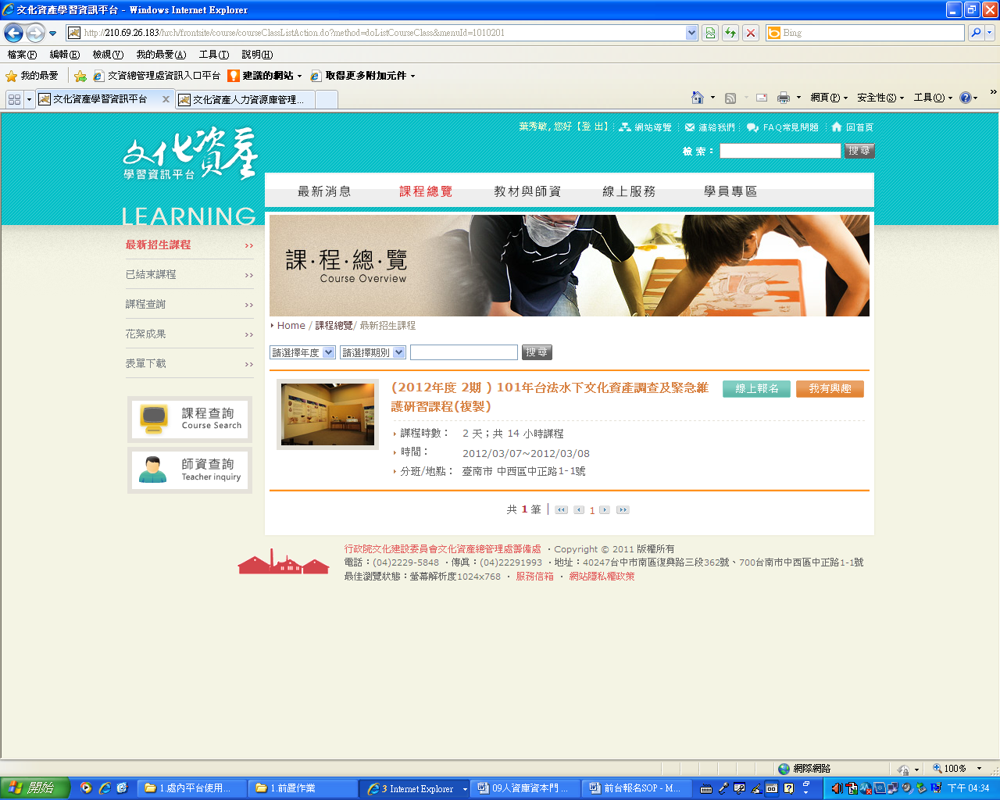 文化資產學習資訊平台 - Windows Internet Explorer
http://210.69.26.183/hrch/frontsite/course/courseClassListAction.do?method=doListCourseClass&menuId=1010201
Bing
檔案(F) 編輯(E) 檢視(V) 我的最愛(A) 工具(T) 說明(H)
我的最愛 文資總管理處資訊入口平台 建議的網站 取得更多附加元件
文化資產學習資訊平台 文化資產人力資源庫管理... 網頁(P) 安全性(S) 工具(O)
葉秀敏, 您好【登 出】 網站導覽 連絡我們 FAQ常見問題 回首頁
文化資產
學習資訊平台
檢 索： 搜尋
最新消息 課程總覽 教材與師資 線上服務 學員專區
LEARNING
最新招生課程
已結束課程
課程查詢
花絮成果
表單下載
課程查詢
Course Search
師資查詢
Teacher inquiry
課·程·總·覽
Course Overview
Home / 課程總覽/ 最新招生課程
請選擇年度 請選擇期別 搜尋
(2012年度 2期 ) 101年台法水下文化資產調查及緊急維
護研習課程(複製)
線上報名 我有興趣
課程時數： 2 天；共 14 小時課程
時間： 2012/03/07~2012/03/08
分班/地點： 臺南市 中西區中正路1-1號
共 1 筆 | 1
行政院文化建設委員會文化資產總管理處籌備處 ・Copyright © 2011 版權所有
電話：(04)2229-5848 ・傳真：(04)22291993 ・地址：40247台中市南區復興路三段362號、700台南市中西區中正路1-1號
最佳瀏覽狀態：螢幕解析度1024x768 ・ 服務信箱 ・ 網站隱私權政策
網際網路 100%
開始 1.處內平台使用... 1.前置作業 3 Internet Explorer 09人資庫資本門 ... 前台報名SOP - M... 下午 04:34